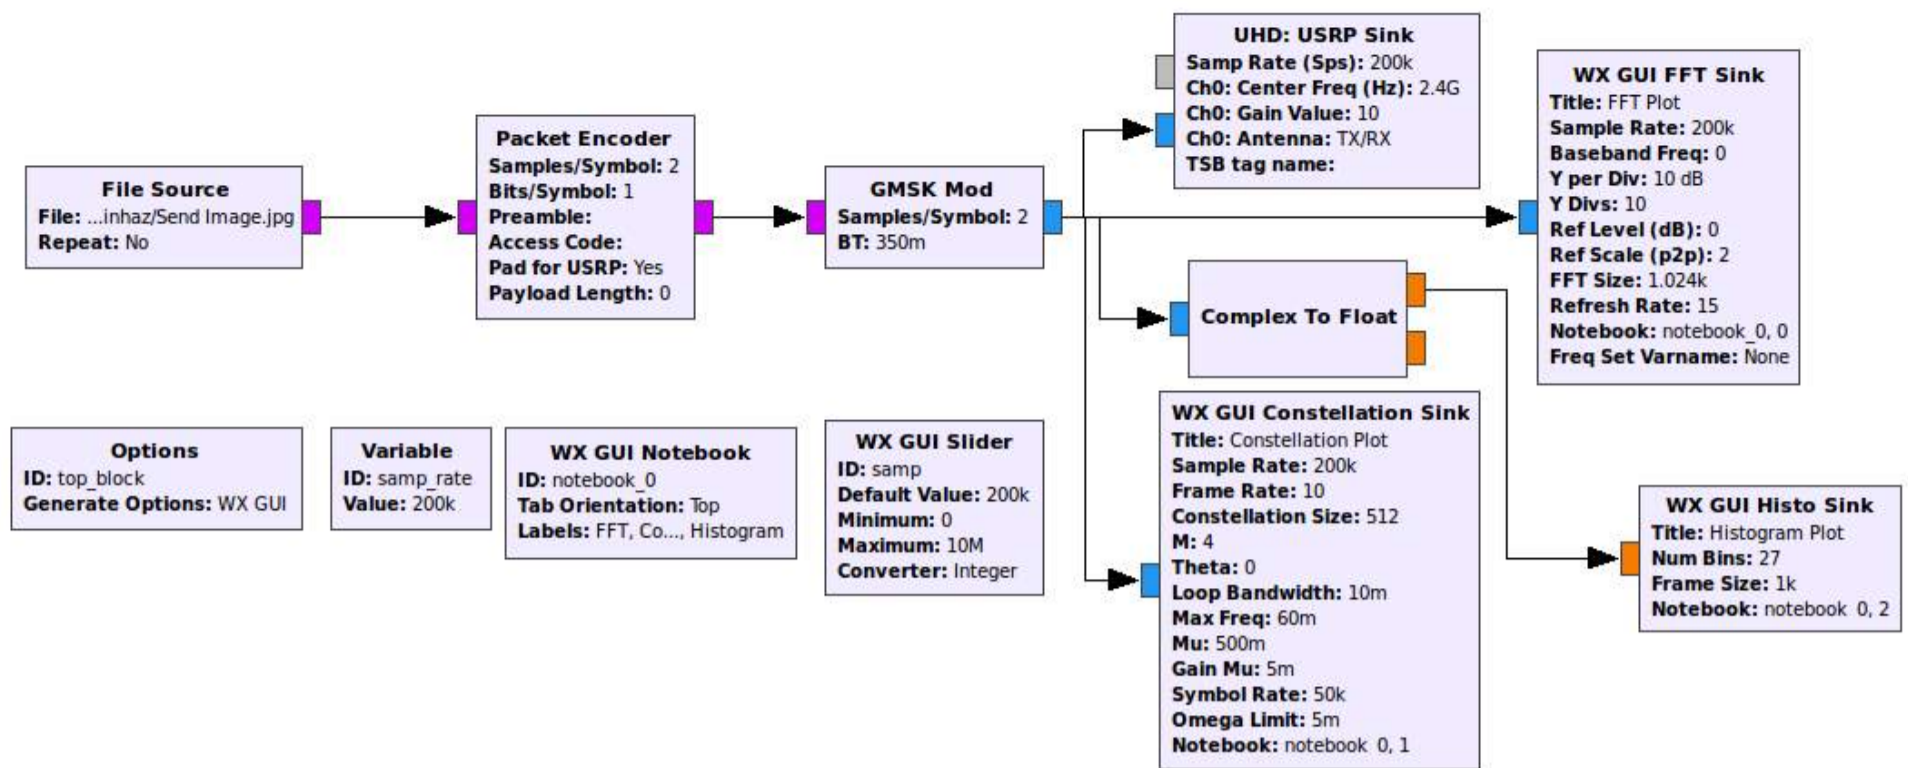 File Source
File: ...inhaz/Send Image.jpg
Repeat: No
Packet Encoder
Samples/Symbol: 2
Bits/Symbol: 1
Preamble:
Access Code:
Pad for USRP: Yes
Payload Length: 0
GMSK Mod
Samples/Symbol: 2
BT: 350m
UHD: USRP Sink
Samp Rate (Sps): 200k
Ch0: Center Freq (Hz): 2.4G
Ch0: Gain Value: 10
Ch0: Antenna: TX/RX
TSB tag name:
WX GUI FFT Sink
Title: FFT Plot
Sample Rate: 200k
Baseband Freq: 0
Y per Div: 10 dB
Y Divs: 10
Ref Level (dB): 0
Ref Scale (p2p): 2
FFT Size: 1.024k
Refresh Rate: 15
Notebook: notebook_0, 0
Freq Set Varname: None
Complex To Float
Options
ID: top_block
Generate Options: WX GUI
Variable
ID: samp_rate
Value: 200k
WX GUI Notebook
ID: notebook_0
Tab Orientation: Top
Labels: FFT, Co..., Histogram
WX GUI Slider
ID: samp
Default Value: 200k
Minimum: 0
Maximum: 10M
Converter: Integer
WX GUI Constellation Sink
Title: Constellation Plot
Sample Rate: 200k
Frame Rate: 10
Constellation Size: 512
M: 4
Theta: 0
Loop Bandwidth: 10m
Max Freq: 60m
Mu: 500m
Gain Mu: 5m
Symbol Rate: 50k
Omega Limit: 5m
Notebook: notebook 0, 1
WX GUI Histo Sink
Title: Histogram Plot
Num Bins: 27
Frame Size: 1k
Notebook: notebook 0, 2